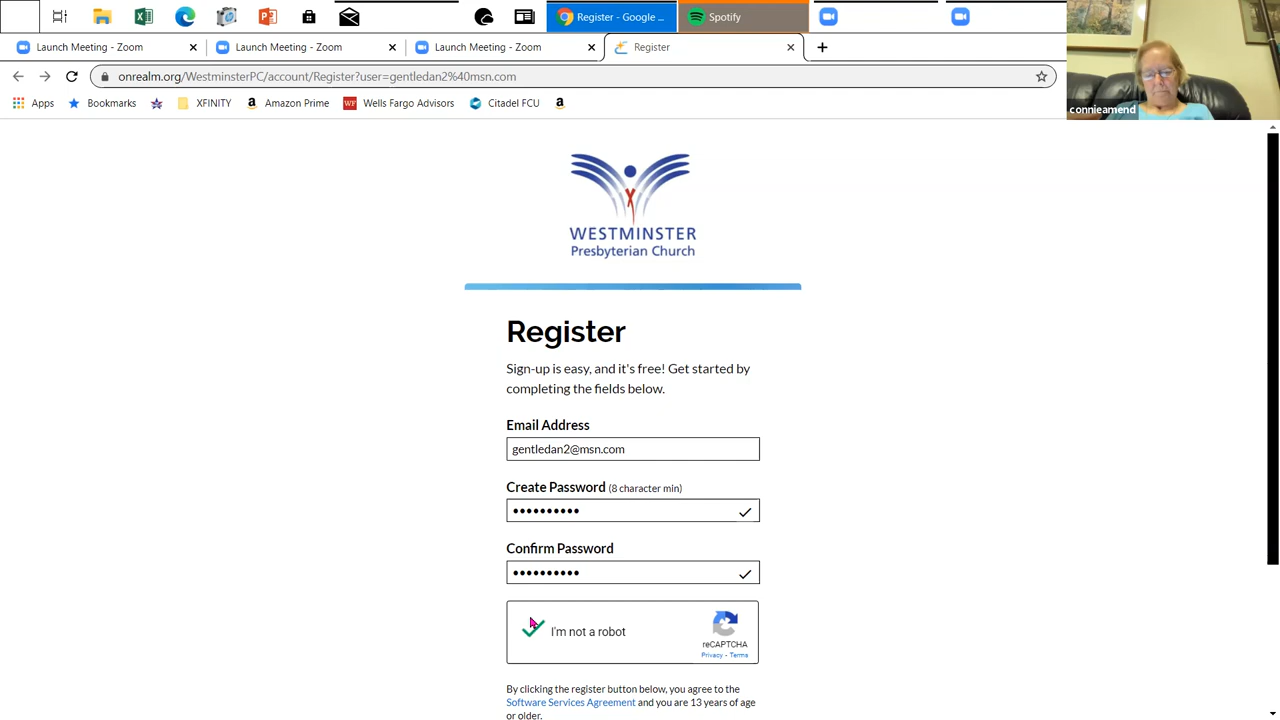 Register - Google ...
Spotify
Launch Meeting - Zoom
Launch Meeting - Zoom
Launch Meeting - Zoom
Register
onrealm.org/WestminsterPC/account/Register?user=gentledan2%40msn.com
Apps
Bookmarks
XFINITY
Amazon Prime
WF
Wells Fargo Advisors
Citadel FCU
connieamend
WESTMINSTER
Presbyterian Church
Register
Sign-up is easy, and it's free! Get started by
completing the fields below.
Email Address
gentledan2@msn.com
Create Password (8 character min)
••••••••••
Confirm Password
••••••••••
I'm not a robot
reCAPTCHA
Privacy - Terms
By clicking the register button below, you agree to the
Software Services Agreement and you are 13 years of age
or older.